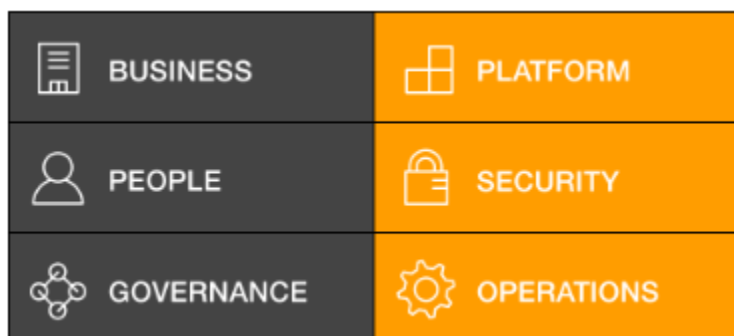 BUSINESS
PLATFORM
PEOPLE
SECURITY
GOVERNANCE
OPERATIONS